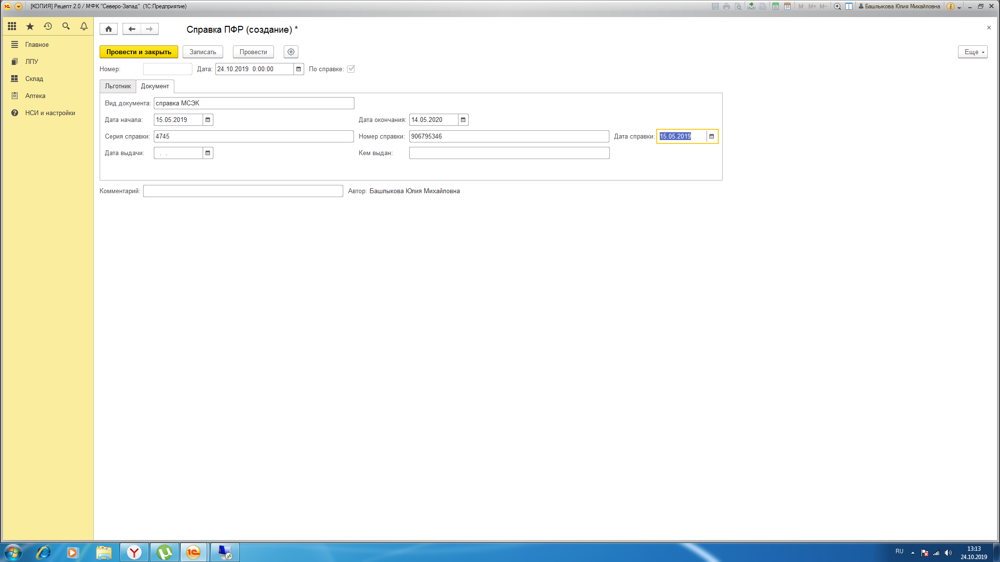 [КОПИЯ] Рецепт 2.0 / МФК "Северо-Запад" (1С:Предприятие)
M M+ M-
Башлыкова Юлия Михайловна
Справка ПФР (создание) *
Главное
ЛПУ
Склад
Аптека
НСИ и настройки
Провести и закрыть Записать Провести Еще
Номер: Дата: 24.10.2019 0:00:00 По справке:
Льготник Документ
Вид документа: справка МСЭК
Дата начала: 15.05.2019 Дата окончания: 14.05.2020
Серия справки: 4745 Номер справки: 906795346 Дата справки: 15.05.2019
Дата выдачи: . . Кем выдан:
Комментарий: Автор: Башлыкова Юлия Михайловна
RU
13:13
24.10.2019